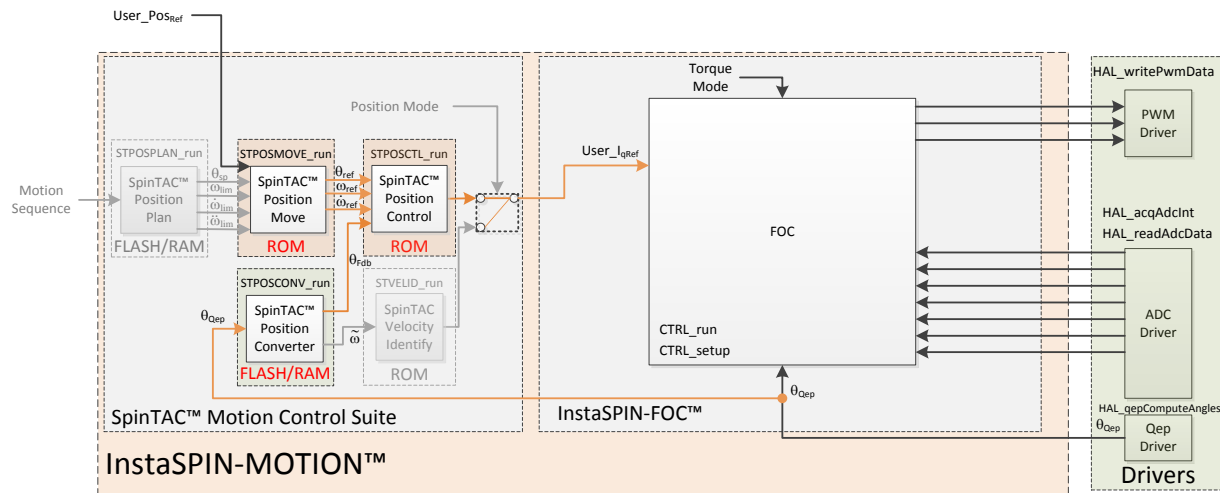 User_PosRef
Torque
Mode
HAL_writePwmData
PWM
Driver
Position Mode
STPOSPLAN_run
STPOSMOVE_run
STPOSCTL_run
User_IqRef
Motion
Sequence
SpinTAC™
Position
Plan
θsp
ωlim
ω̇lim
ω̈lim
SpinTAC™
Position
Move
θref
ωref
ω̇ref
SpinTAC™
Position
Control
FLASH/RAM
ROM
ROM
FOC
HAL_acqAdcInt
HAL_readAdcData
ADC
Driver
θFdb
STPOSCONV_run
STVELID_run
θQep
SpinTAC™
Position
Converter
ω̃
SpinTAC
Velocity
Identify
FLASH/RAM
ROM
CTRL_run
CTRL_setup
θQep
HAL_qepComputeAngles
θQep
Qep
Driver
SpinTAC™ Motion Control Suite
InstaSPIN-FOC™
InstaSPIN-MOTION™
Drivers